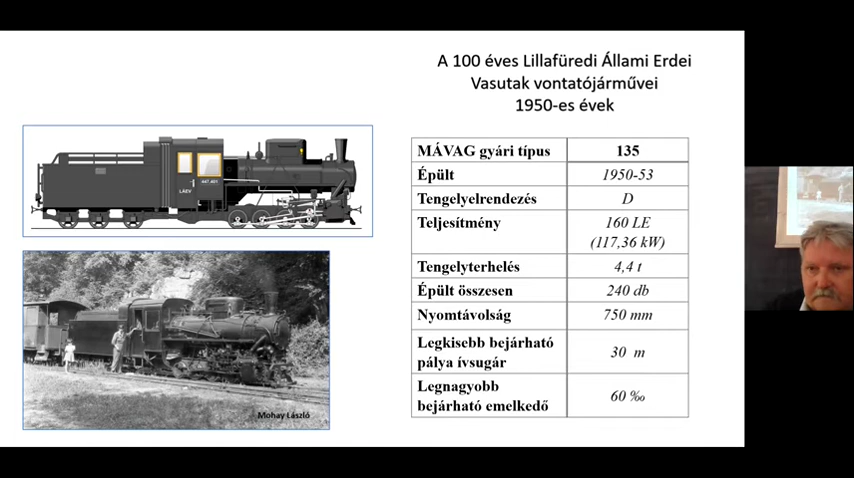 A 100 éves Lillafüredi Állami Erdei
Vasutak vontatójárművei
1950-es évek
MÁVAG gyári típus 135
Épült 1950-53
Tengelyelrendezés D
Teljesítmény 160 LE
(117,36 kW)
Tengelyterhelés 4,4 t
Épült összesen 240 db
Nyomtávolság 750 mm
Legkisebb bejárható
pálya ívsugár 30 m
Legnagyobb
bejárható emelkedő 60 ‰
447.401
LÁEV
Mohay László